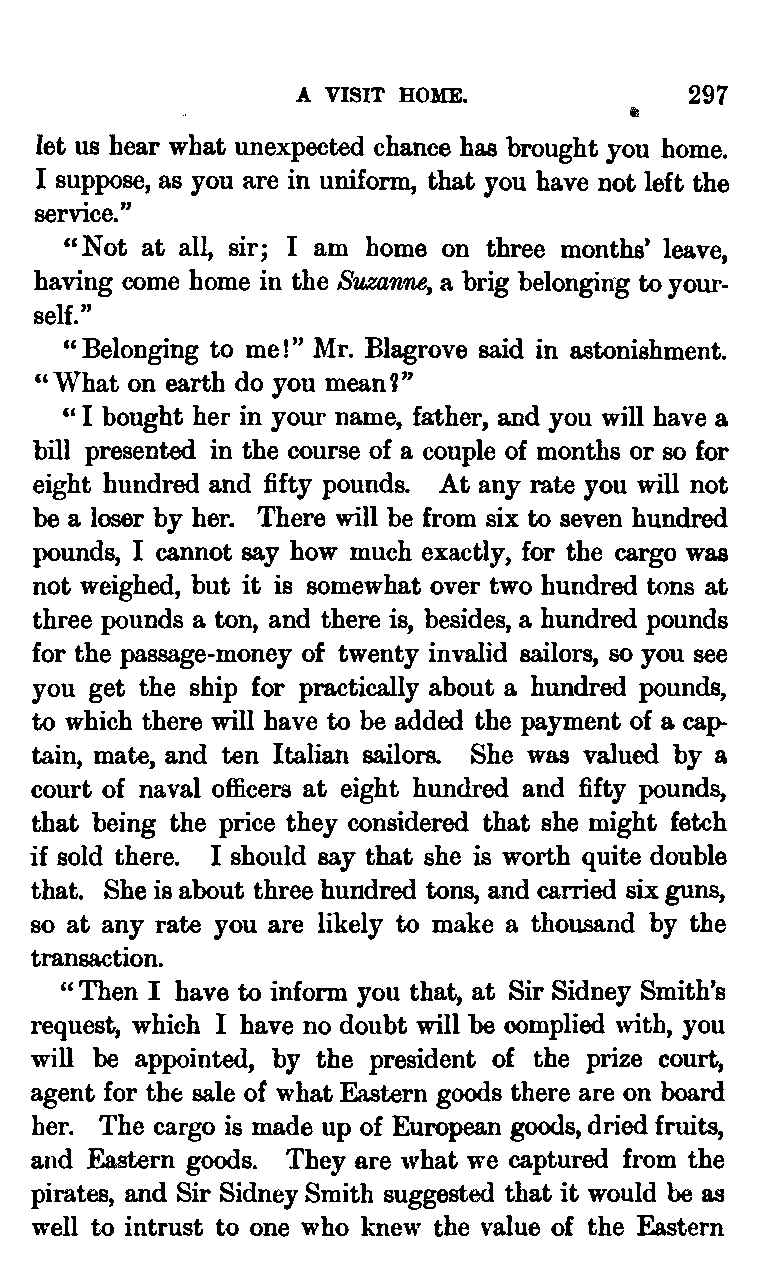 A VISIT HOME. 297
let us hear what unexpected chance has brought you home.
I suppose, as you are in uniform, that you have not left the
service."
"Not at all, sir; I am home on three months' leave,
having come home in the Suzanne, a brig belonging to your-
self."
"Belonging to me!" Mr. Blagrove said in astonishment.
"What on earth do you mean?"
"I bought her in your name, father, and you will have a
bill presented in the course of a couple of months or so for
eight hundred and fifty pounds. At any rate you will not
be a loser by her. There will be from six to seven hundred
pounds, I cannot say how much exactly, for the cargo was
not weighed, but it is somewhat over two hundred tons at
three pounds a ton, and there is, besides, a hundred pounds
for the passage-money of twenty invalid sailors, so you see
you get the ship for practically about a hundred pounds,
to which there will have to be added the payment of a cap-
tain, mate, and ten Italian sailors. She was valued by a
court of naval officers at eight hundred and fifty pounds,
that being the price they considered that she might fetch
if sold there. I should say that she is worth quite double
that. She is about three hundred tons, and carried six guns,
so at any rate you are likely to make a thousand by the
transaction.
"Then I have to inform you that, at Sir Sidney Smith's
request, which I have no doubt will be complied with, you
will be appointed, by the president of the prize court,
agent for the sale of what Eastern goods there are on board
her. The cargo is made up of European goods, dried fruits,
and Eastern goods. They are what we captured from the
pirates, and Sir Sidney Smith suggested that it would be as
well to intrust to one who knew the value of the Eastern